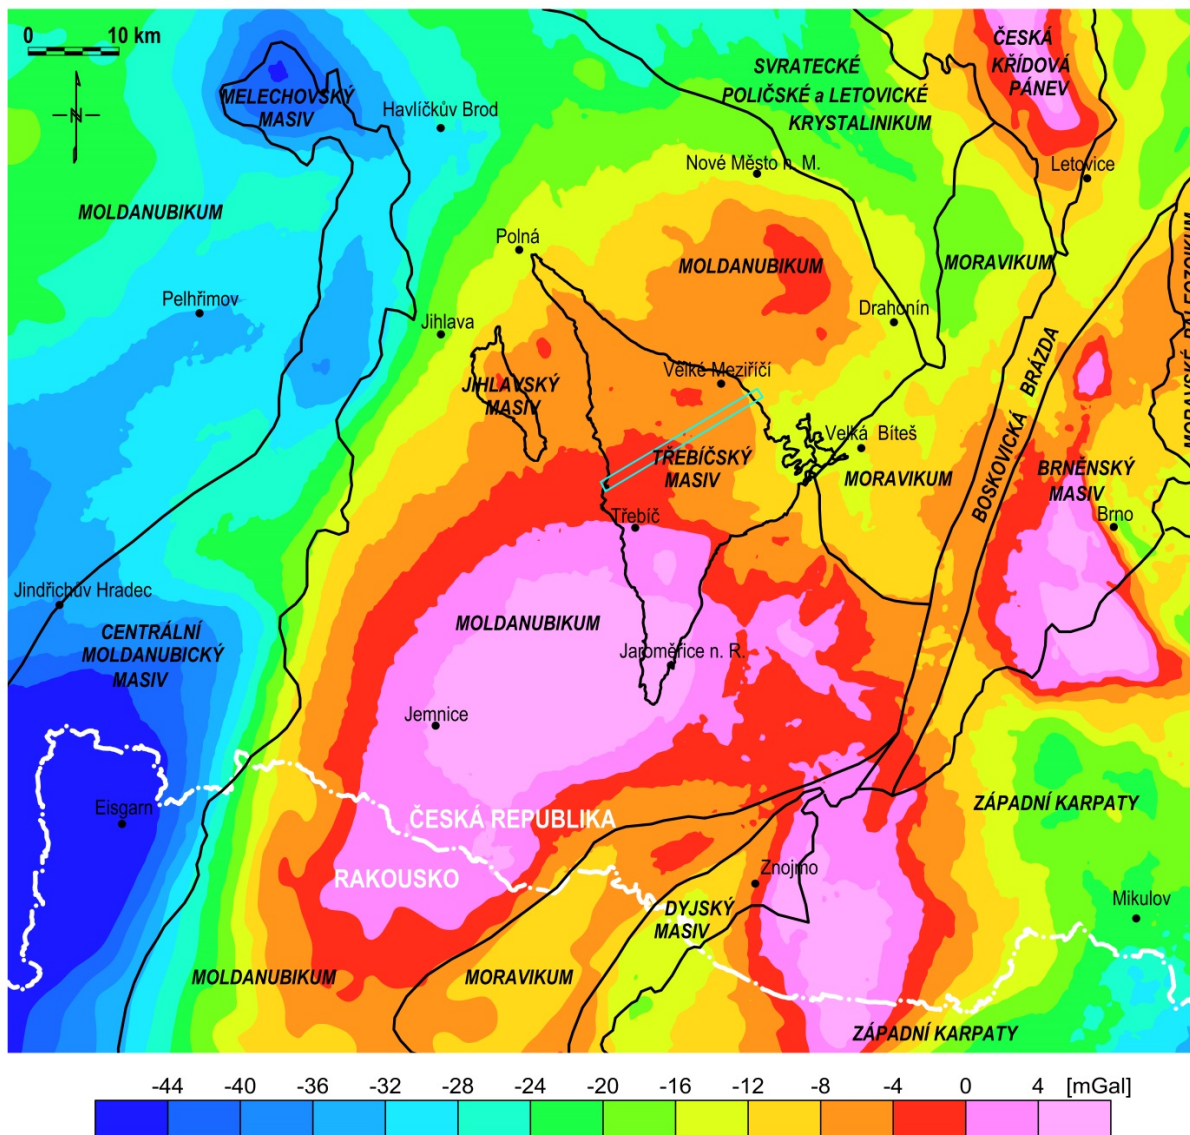 0 10 km
N
ČESKÁ
KŘÍDOVÁ
PÁNEV
SVRATECKÉ
POLIČSKÉ a LETOVICKÉ
KRYSTALINIKUM
MELECHOVSKÝ
MASIV
Havlíčkův Brod
Nové Město n. M.
Letovice
MOLDANUBIKUM
Polná
MOLDANUBIKUM
MORAVIKUM
MORAVSKÉ PALEOZOIKUM
Pelhřimov
Jihlava
Drahonín
BOSKOVICKÁ BRÁZDA
JIHLAVSKÝ
MASIV
Velké Meziříčí
Velká Bíteš
TŘEBÍČSKÝ
MASIV
MORAVIKUM
BRNĚNSKÝ
MASIV
Brno
Třebíč
Jindřichův Hradec
CENTRÁLNÍ
MOLDANUBICKÝ
MASIV
MOLDANUBIKUM
Jaroměřice n. R.
Jemnice
Eisgarn
ČESKÁ REPUBLIKA
RAKOUSKO
ZÁPADNÍ KARPATY
Znojmo
DYJSKÝ
MASIV
Mikulov
MOLDANUBIKUM
MORAVIKUM
ZÁPADNÍ KARPATY
-44 -40 -36 -32 -28 -24 -20 -16 -12 -8 -4 0 4 [mGal]